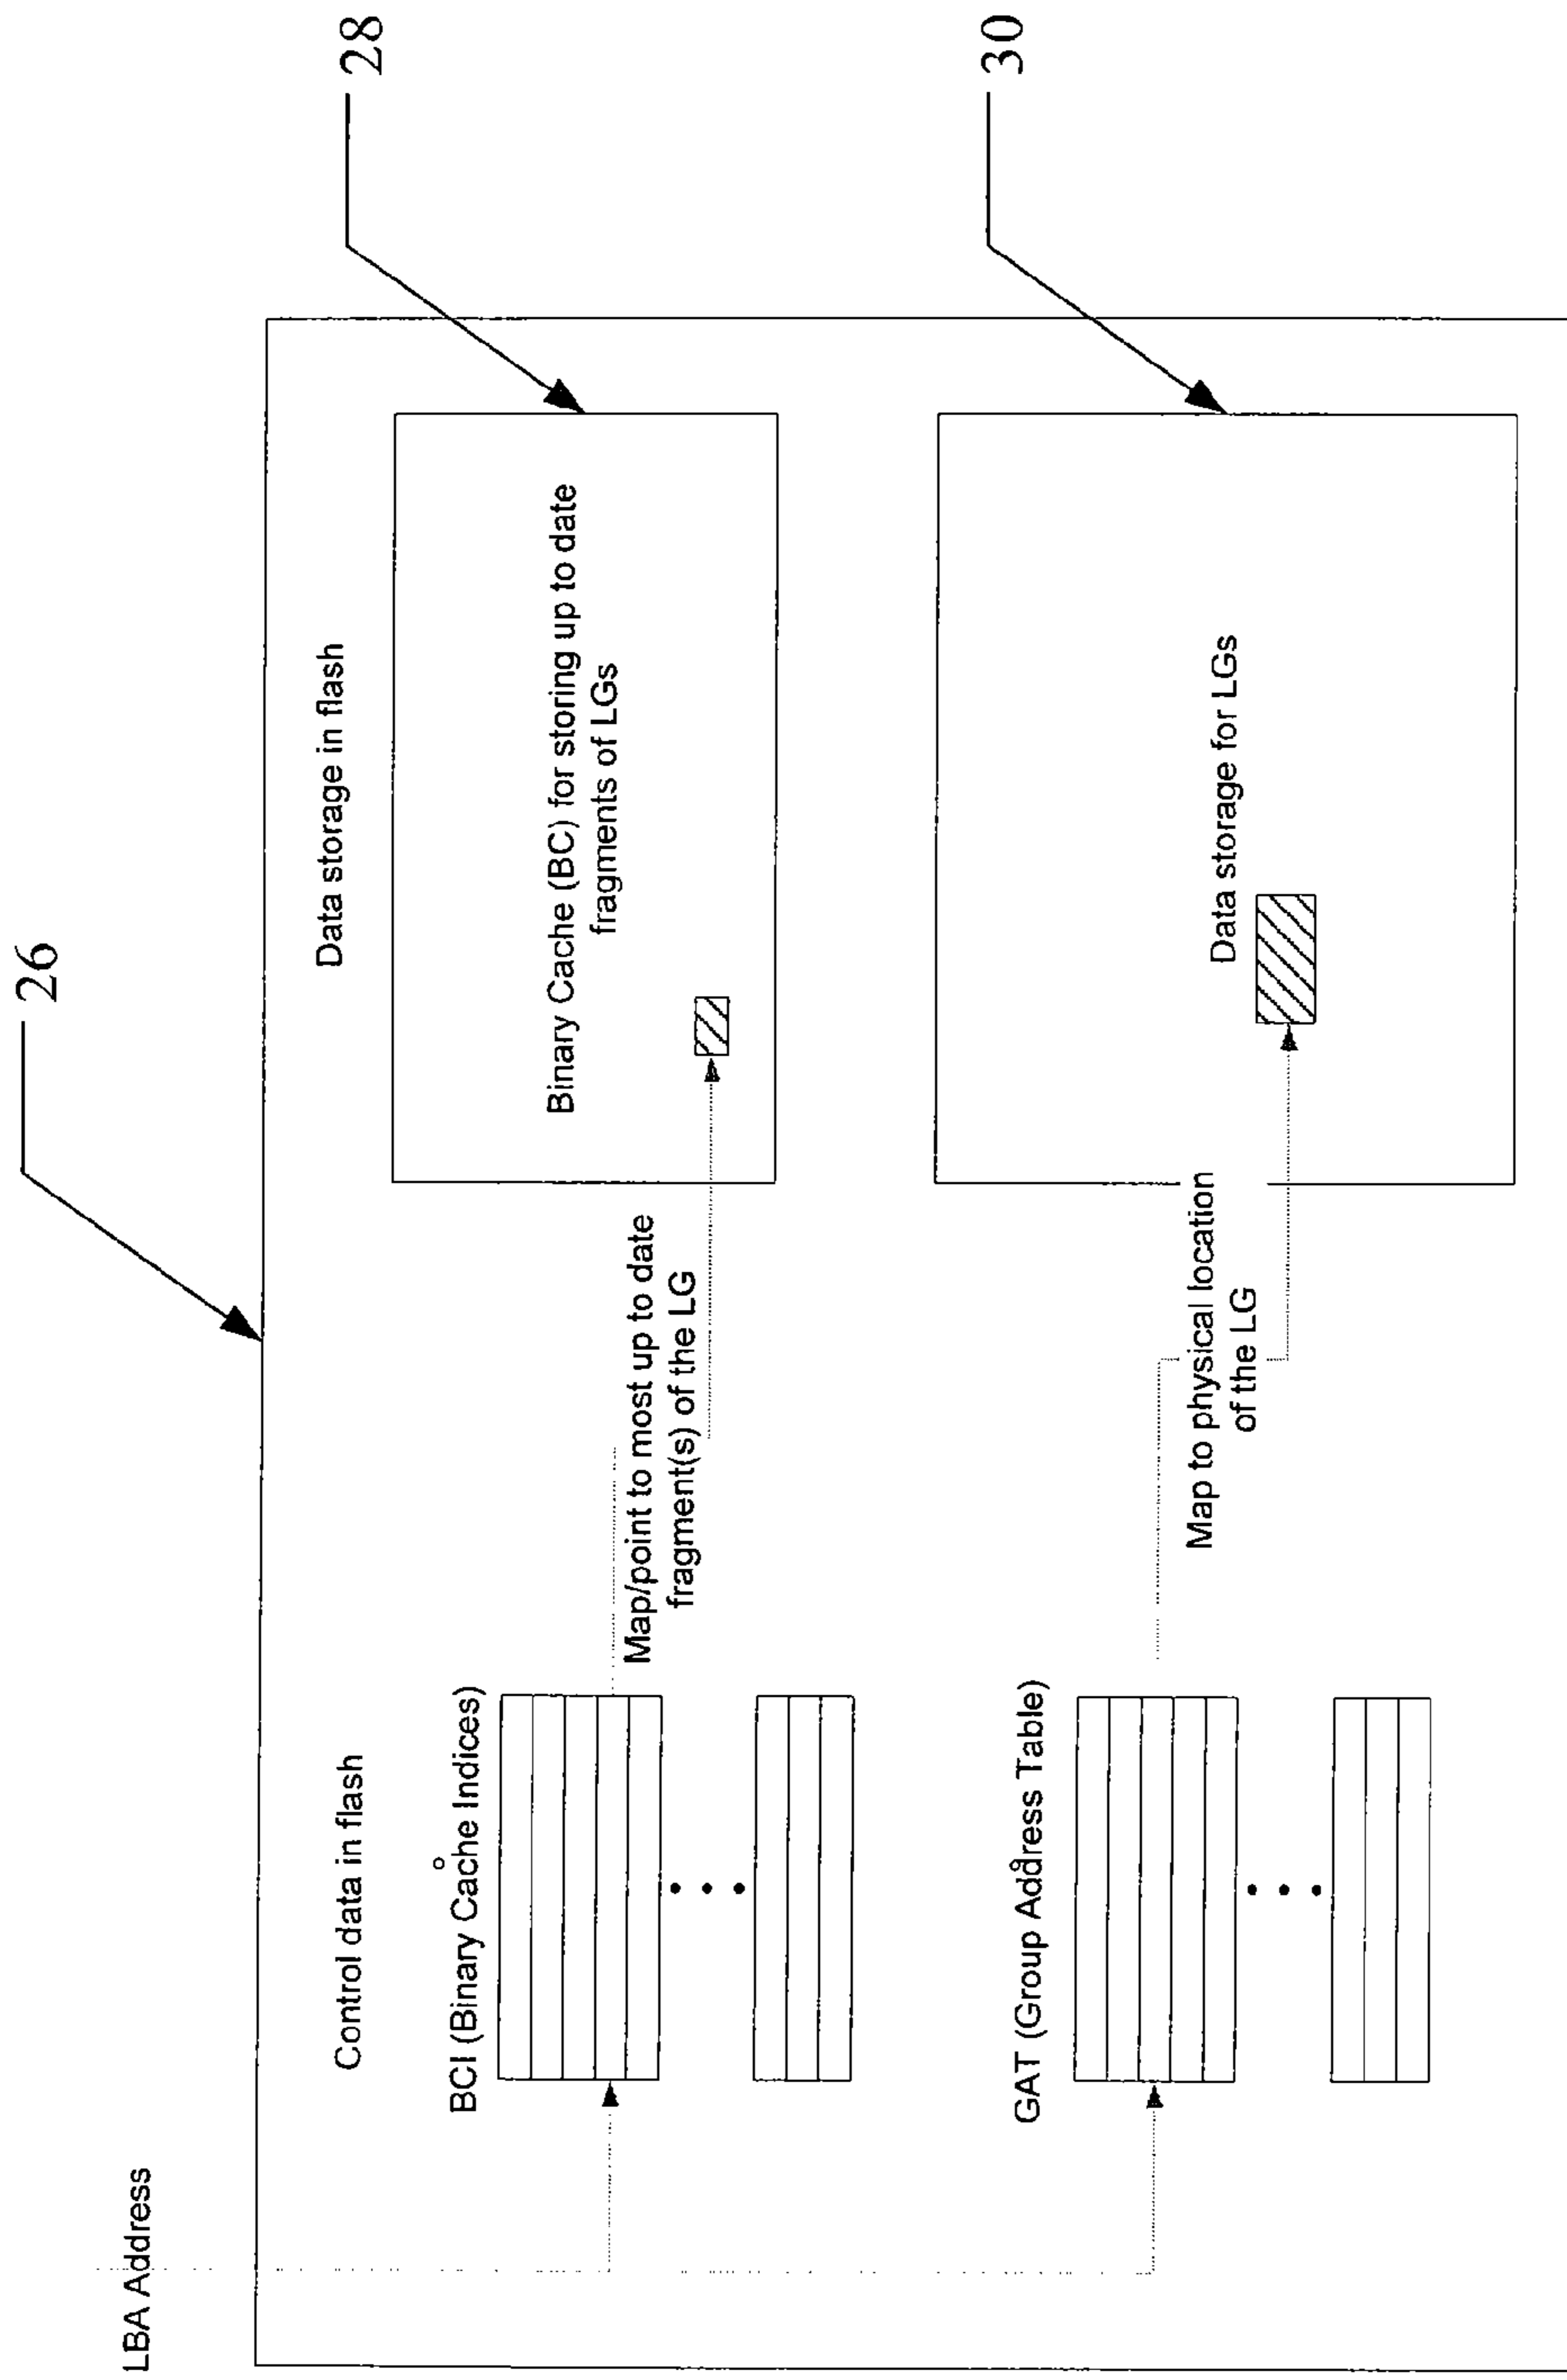 26
28
30
LBA Address
Control data in flash
Data storage in flash
BCI (Binary Cache Indices)
Map/point to most up to date
fragment(s) of the LG
Binary Cache (BC) for storing up to date
fragments of LGs
GAT (Group Address Table)
Map to physical location
of the LG
Data storage for LGs